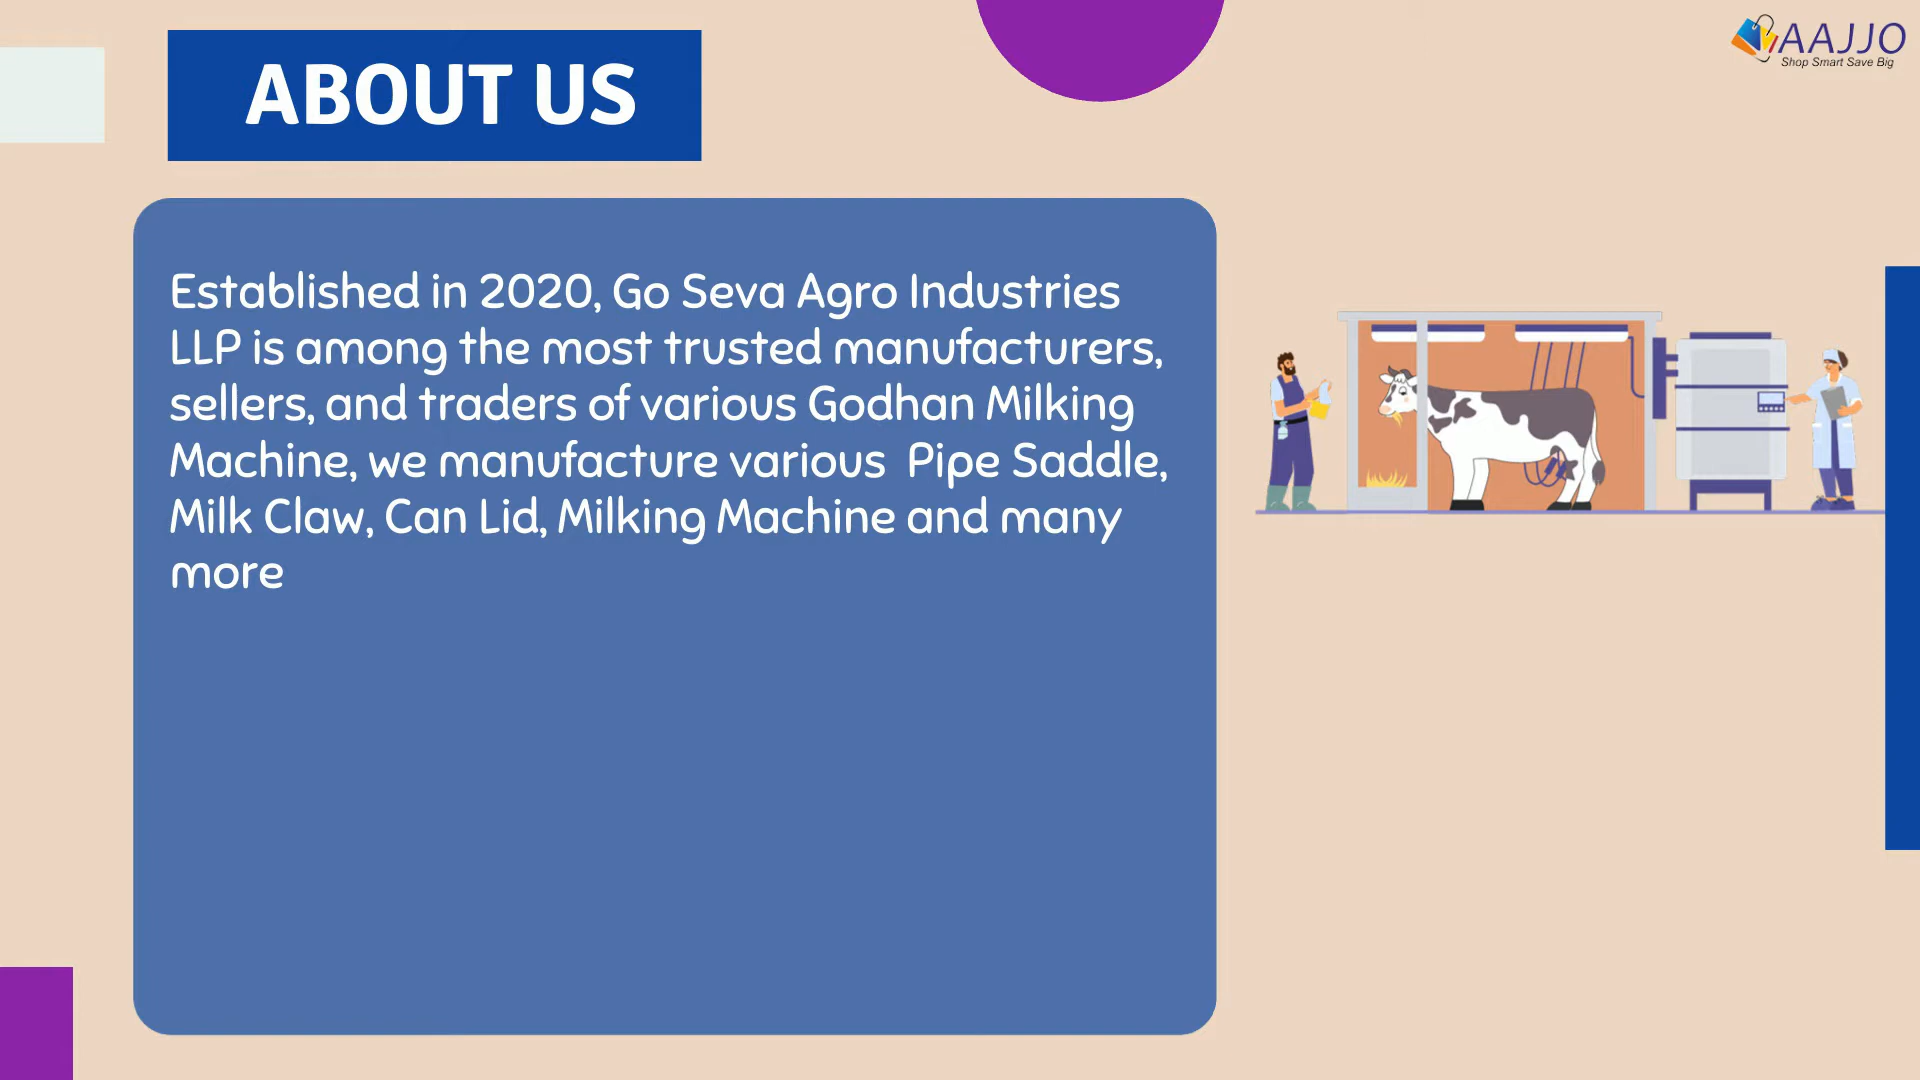 ABOUT US
AAJJO
Shop Smart Save Big
Established in 2020, Go Seva Agro Industries
LLP is among the most trusted manufacturers,
sellers, and traders of various Godhan Milking
Machine, we manufacture various  Pipe Saddle,
Milk Claw, Can Lid, Milking Machine and many
more